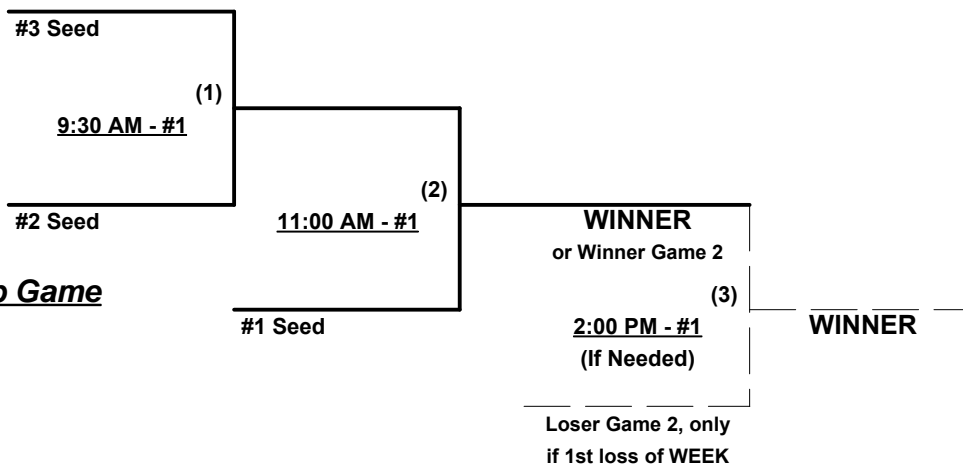 #3 Seed
(1)
9:30 AM - #1
(2)
#2 Seed
11:00 AM - #1
WINNER
or Winner Game 2
Game
(3)
#1 Seed
2:00 PM - #1
WINNER
(If Needed)
Loser Game 2, only
if 1st loss of WEEK